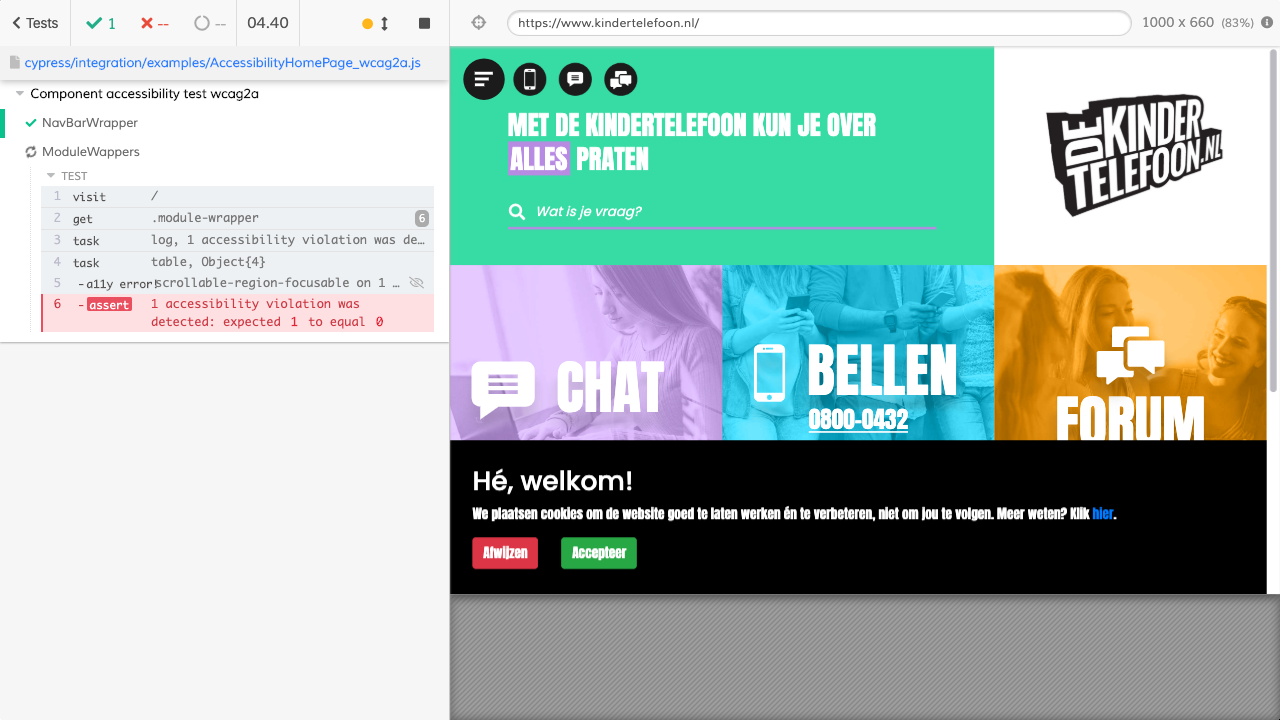 Tests
1
--
--
04.40
https://www.kindertelefoon.nl/
1000 x 660 (83%)
cypress/integration/examples/AccessibilityHomePage_wcag2a.js
Component accessibility test wcag2a
NavBarWrapper
ModuleWappers
TEST
1 visit /
2 get .module-wrapper 6
3 task log, 1 accessibility violation was de…
4 task table, Object{4}
5 -a11y error! scrollable-region-focusable on 1 …
6 -assert 1 accessibility violation was
detected: expected 1 to equal 0
MET DE KINDERTELEFOON KUN JE OVER
ALLES PRATEN
Wat is je vraag?
DE KINDER
TELEFOON.NL
CHAT
BELLEN
0800-0432
FORUM
Hé, welkom!
We plaatsen cookies om de website goed te laten werken én te verbeteren, niet om jou te volgen. Meer weten? Klik hier.
Afwijzen
Accepteer